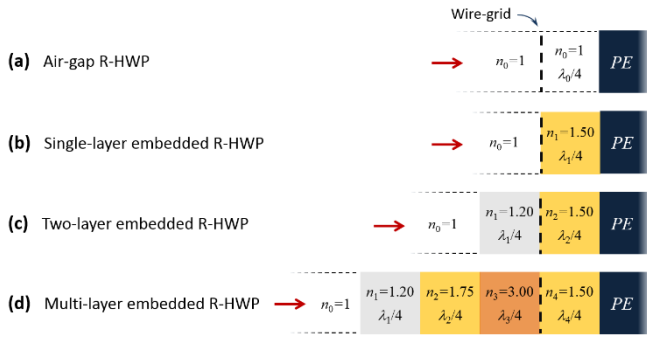 Wire-grid
(a) Air-gap R-HWP
n₀=1
n₀=1
λ₀/4
PE
(b) Single-layer embedded R-HWP
n₀=1
n₁=1.50
λ₁/4
PE
(c) Two-layer embedded R-HWP
n₀=1
n₁=1.20
λ₁/4
n₂=1.50
λ₂/4
PE
(d) Multi-layer embedded R-HWP
n₀=1
n₁=1.20
λ₁/4
n₂=1.75
λ₂/4
n₃=3.00
λ₃/4
n₄=1.50
λ₄/4
PE